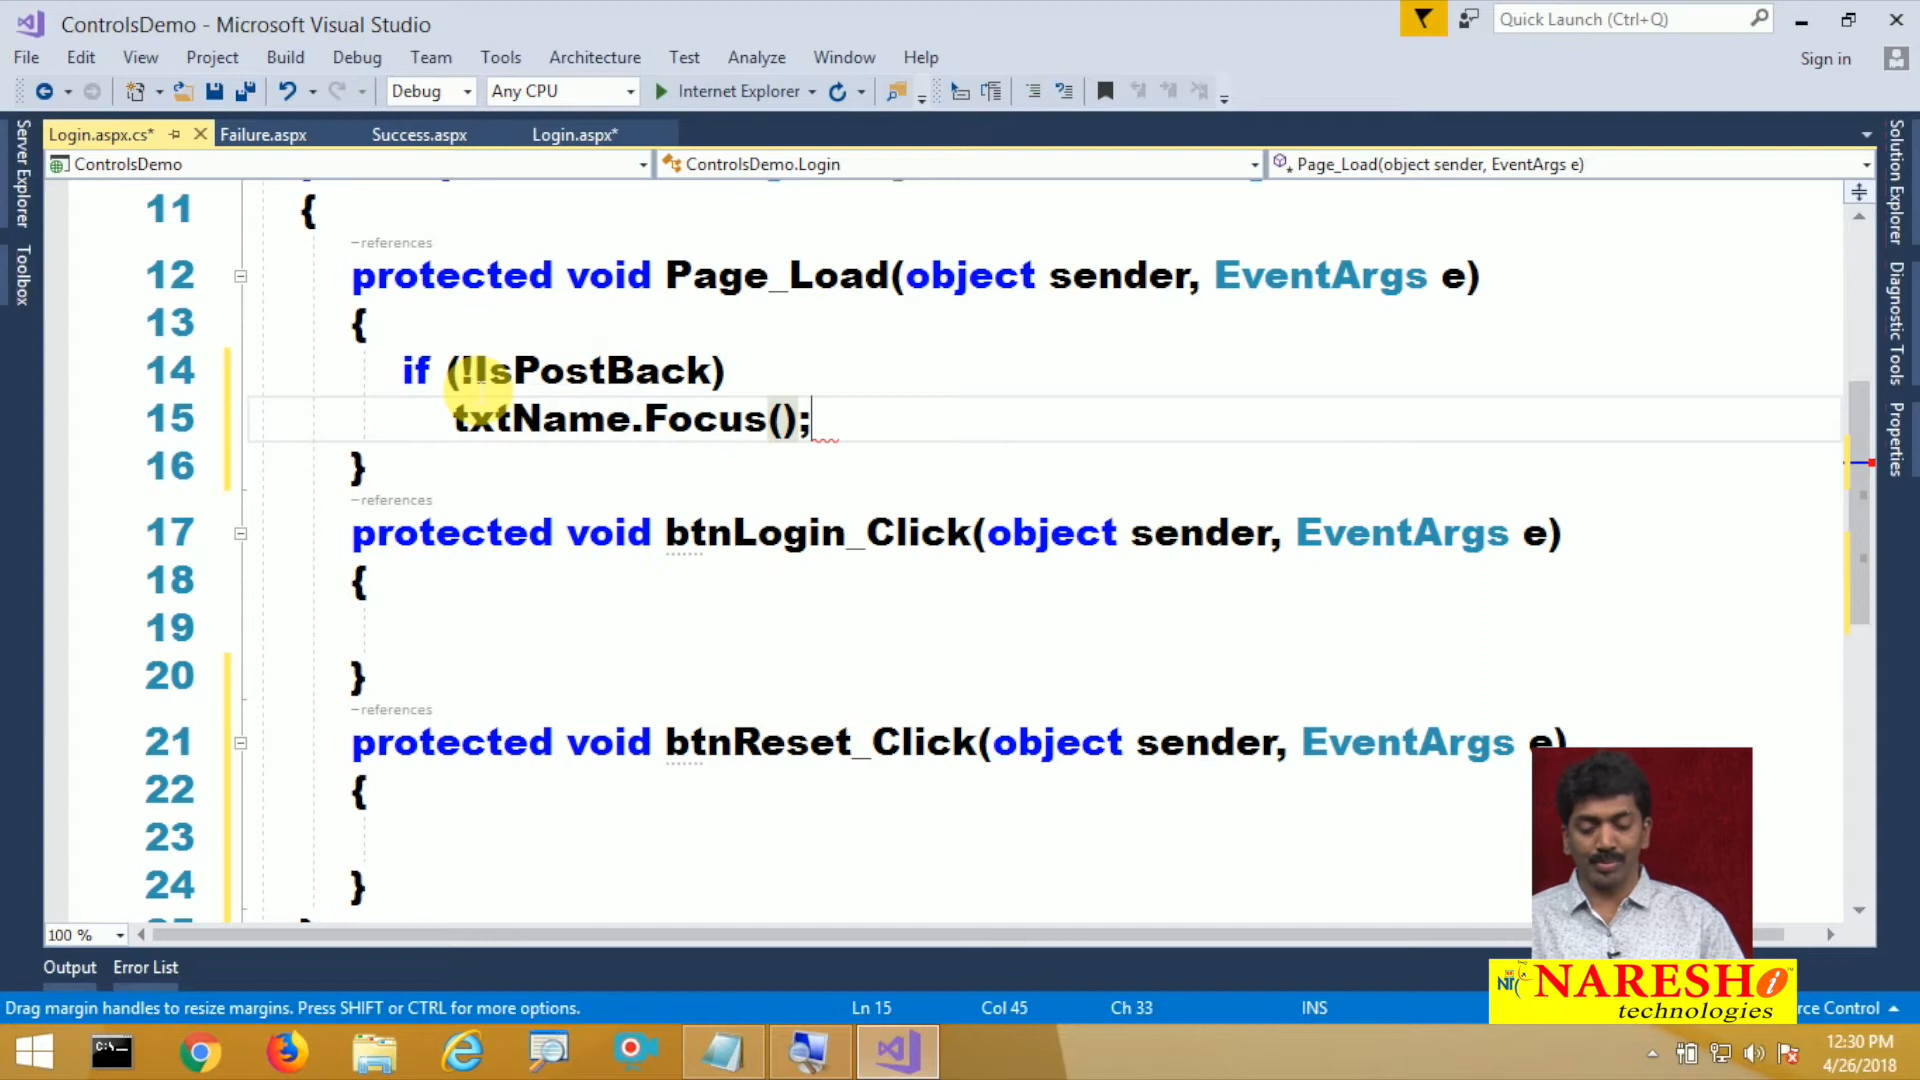 ControlsDemo - Microsoft Visual Studio
Quick Launch (Ctrl+Q)
File Edit View Project Build Debug Team Tools Architecture Test Analyze Window Help
Sign in
Debug Any CPU Internet Explorer
Login.aspx.cs* Failure.aspx Success.aspx Login.aspx*
ControlsDemo ControlsDemo.Login Page_Load(object sender, EventArgs e)
Server Explorer
Toolbox
Solution Explorer
Diagnostic Tools
Properties
11 {
–references
12 protected void Page_Load(object sender, EventArgs e)
13 {
14 if (!IsPostBack)
15 txtName.Focus();
16 }
–references
17 protected void btnLogin_Click(object sender, EventArgs e)
18 {
19
20 }
–references
21 protected void btnReset_Click(object sender, EventArgs e)
22 {
23
24 }
100 %
Output Error List
Drag margin handles to resize margins. Press SHIFT or CTRL for more options. Ln 15 Col 45 Ch 33 INS
NARESH i
technologies
rce Control
C:\.
12:30 PM
4/26/2018